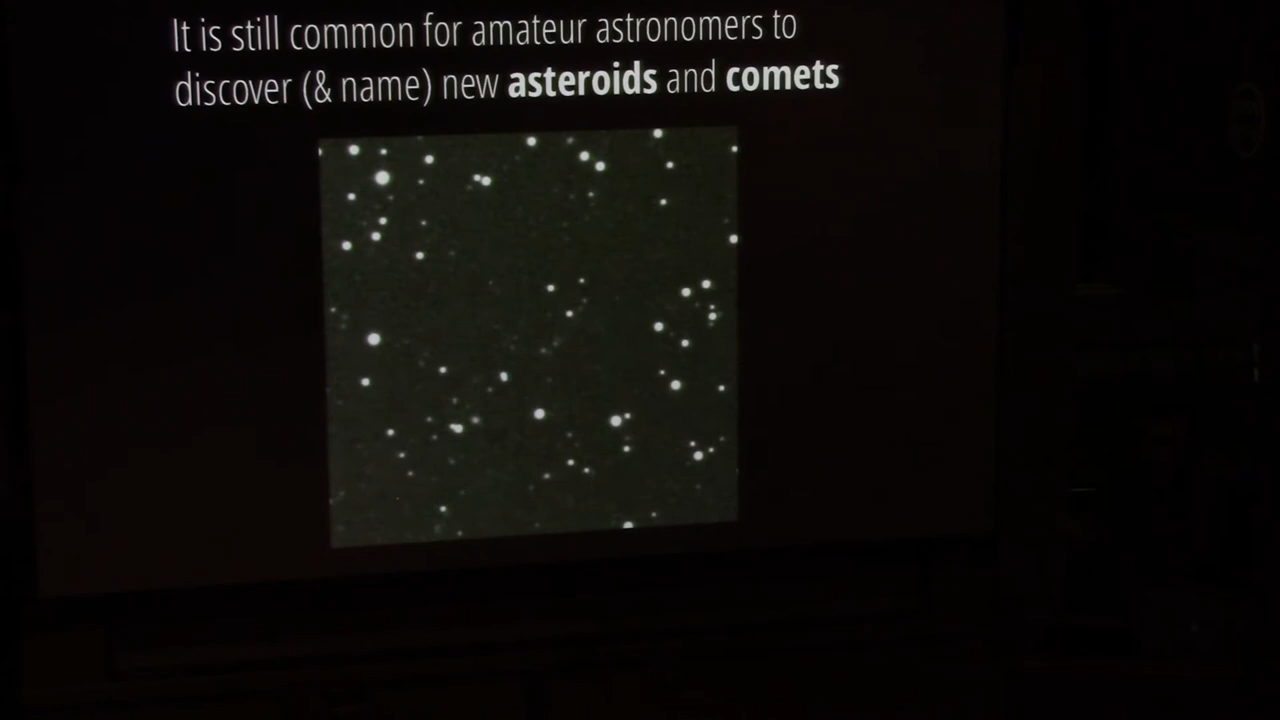 It is still common for amateur astronomers to
discover (& name) new asteroids and comets